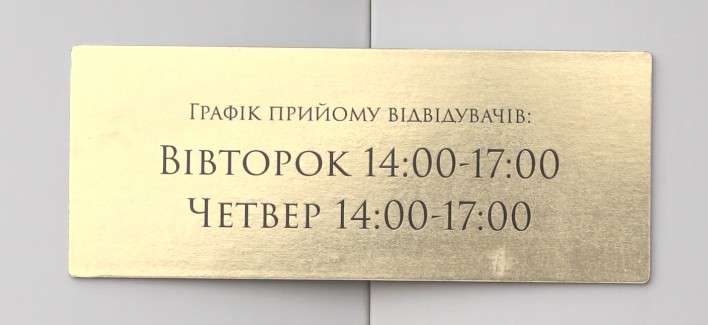 Графік прийому відвідувачів:
Вівторок 14:00-17:00
Четвер 14:00-17:00